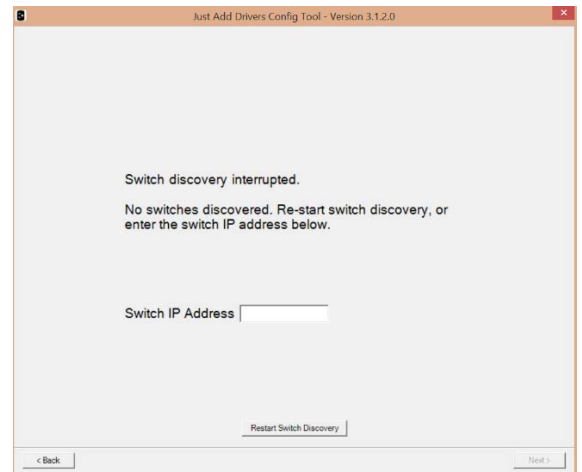 Just Add Drivers Config Tool - Version 3.1.2.0
Switch discovery interrupted.
No switches discovered. Re-start switch discovery, or
enter the switch IP address below.
Switch IP Address
Restart Switch Discovery
< Back
Next >